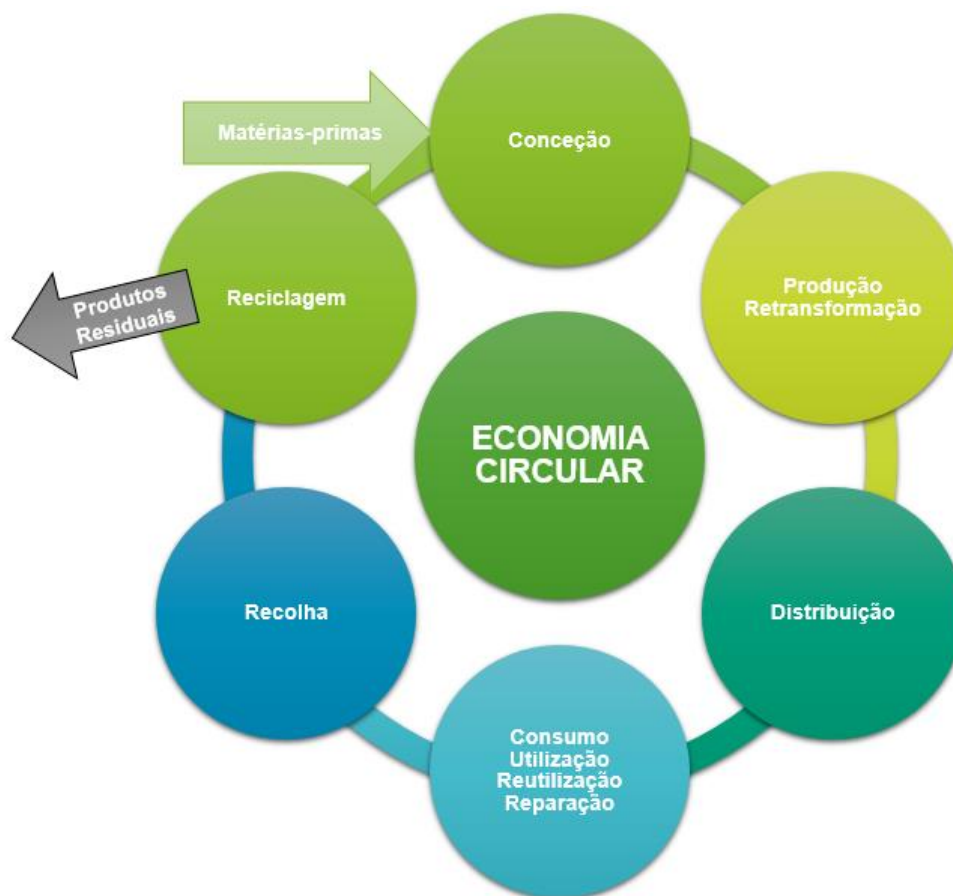 Matérias-primas
Conceção
Produção
Retransformação
Distribuição
Consumo
Utilização
Reutilização
Reparação
Recolha
Reciclagem
Produtos
Residuais
ECONOMIA
CIRCULAR